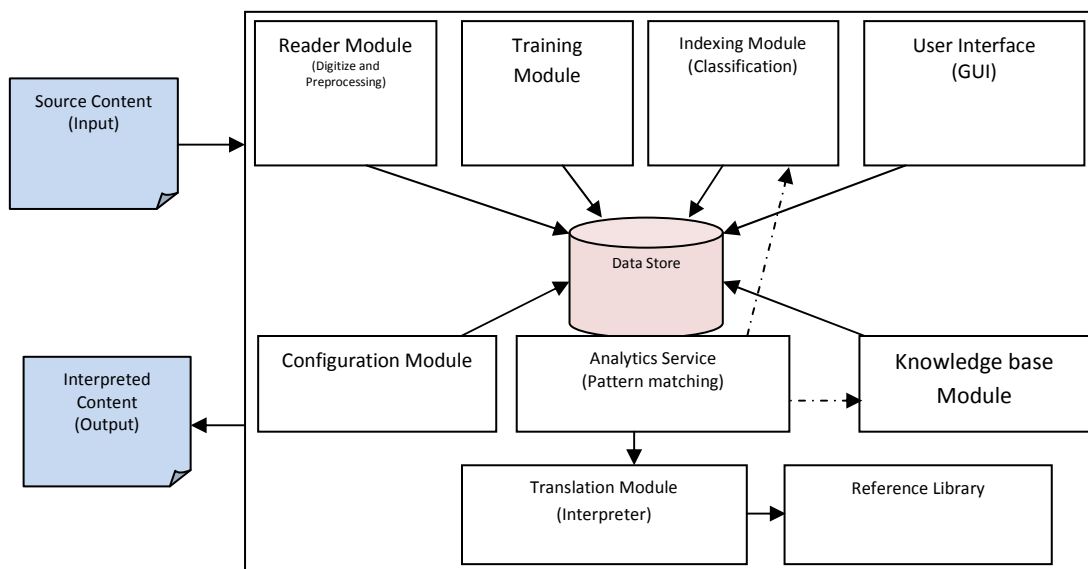 Reader Module
(Digitize and
Preprocessing)
Training
Module
Indexing Module
(Classification)
User Interface
(GUI)
Source Content
(Input)
Data Store
Configuration Module
Analytics Service
(Pattern matching)
Knowledge base
Module
Interpreted
Content
(Output)
Translation Module
(Interpreter)
Reference Library